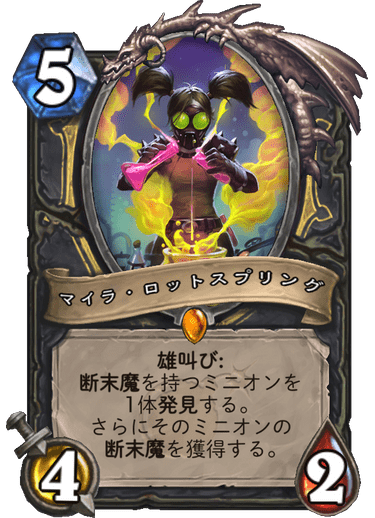 5
マイラ・ロットスプリング
雄叫び:
断末魔を持つミニオンを
1体発見する。
さらにそのミニオンの
断末魔を獲得する。
4
2